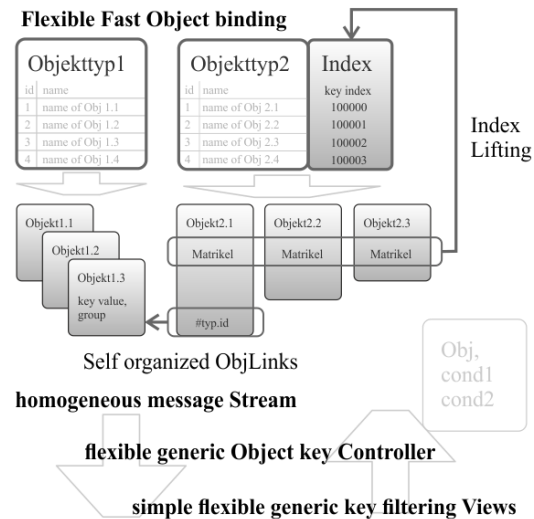 Flexible Fast Object binding
Objekttyp1
id name
1 name of Obj 1.1
2 name of Obj 1.2
3 name of Obj 1.3
4 name of Obj 1.4
Objekttyp2
id name
1 name of Obj 2.1
2 name of Obj 2.2
3 name of Obj 2.3
4 name of Obj 2.4
Index
key index
100000
100001
100002
100003
Index
Lifting
Objekt1.1
Objekt1.2
Objekt1.3
key value,
group
Objekt2.1
Matrikel
#typ.id
Objekt2.2
Matrikel
Objekt2.3
Matrikel
Self organized ObjLinks
homogeneous message Stream
Obj,
cond1
cond2
flexible generic Object key Controller
simple flexible generic key filtering Views